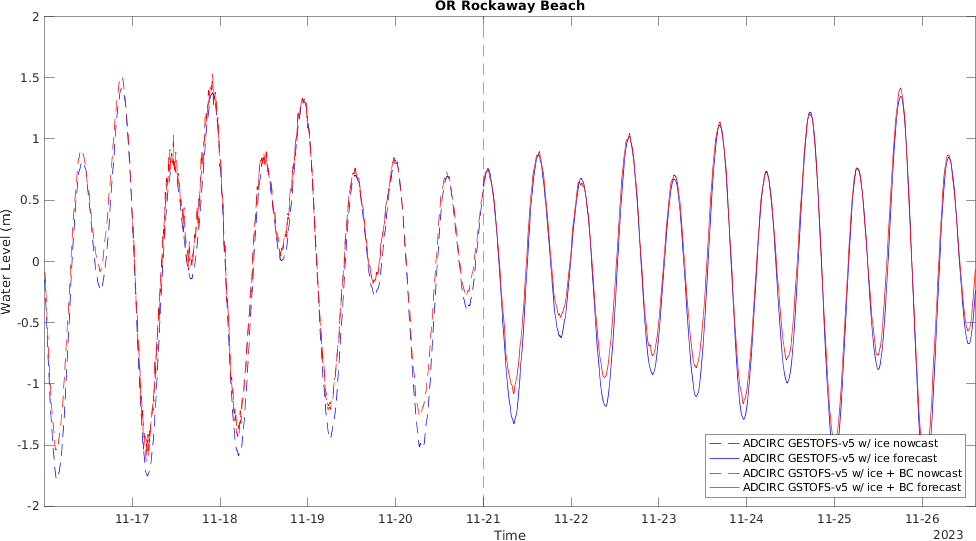 OR Rockaway Beach
2
1.5
1
0.5
0
-0.5
-1
-1.5
-2
Water Level (m)
ADCIRC GESTOFS-v5 w/ ice nowcast
ADCIRC GESTOFS-v5 w/ ice forecast
ADCIRC GSTOFS-v5 w/ ice + BC nowcast
ADCIRC GSTOFS-v5 w/ ice + BC forecast
11-17 11-18 11-19 11-20 11-21 11-22 11-23 11-24 11-25 11-26
Time
2023